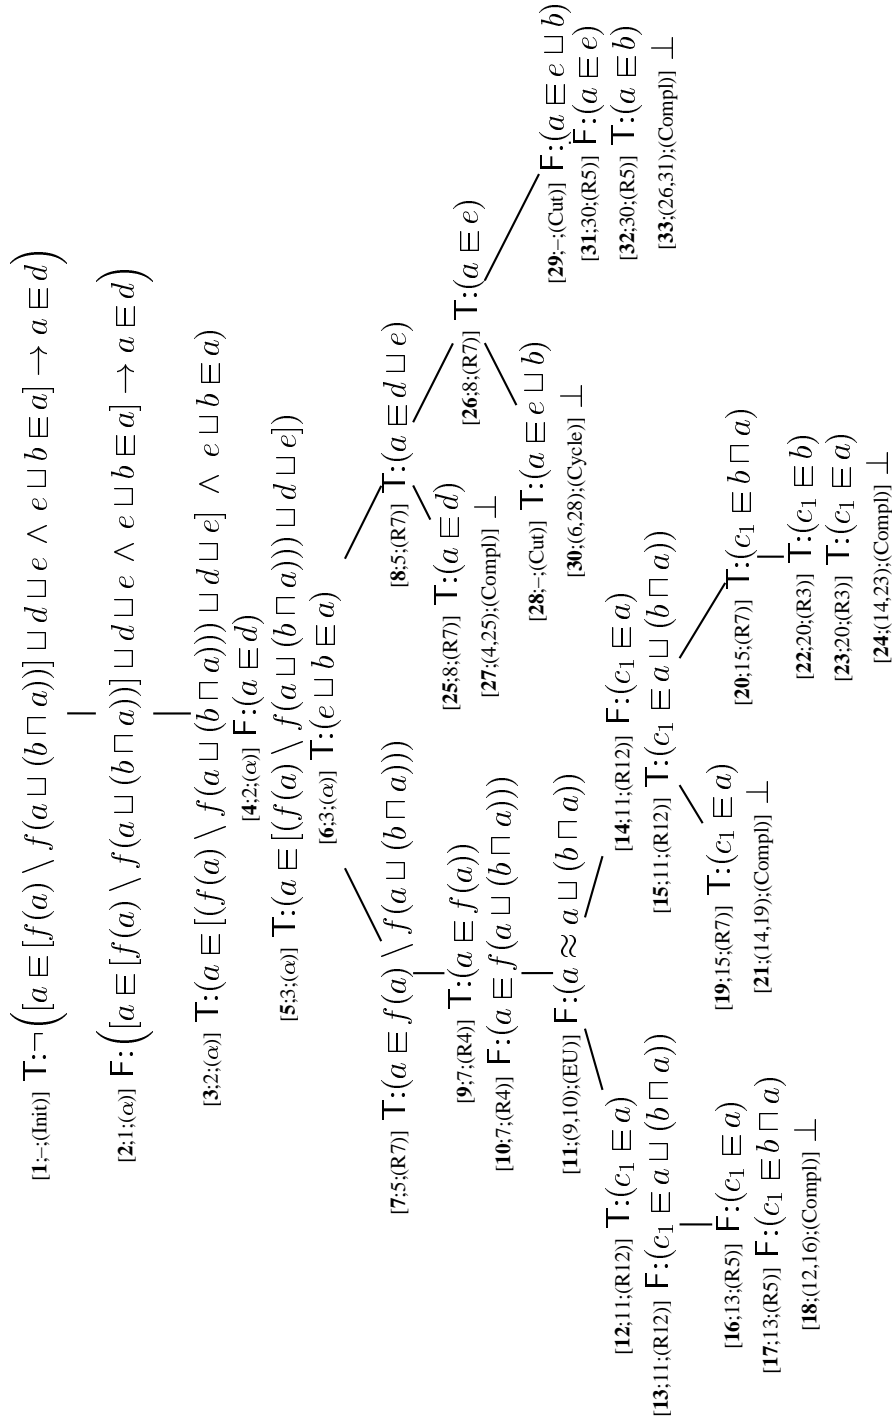 [1;–;(Init)] T:¬([a ∈ [f(a) \ f(a ⊔ (b ⊓ a))] ⊔ d ⊔ e ∧ e ⊔ b ∈ a] → a ∈ d)
[2;1;(α)] F:([a ∈ [f(a) \ f(a ⊔ (b ⊓ a))] ⊔ d ⊔ e ∧ e ⊔ b ∈ a] → a ∈ d)
[3;2;(α)] T:(a ∈ [(f(a) \ f(a ⊔ (b ⊓ a))) ⊔ d ⊔ e] ∧ e ⊔ b ∈ a)
[4;2;(α)] F:(a ∈ d)
[5;3;(α)] T:(a ∈ [(f(a) \ f(a ⊔ (b ⊓ a))) ⊔ d ⊔ e])
[6;3;(α)] T:(e ⊔ b ∈ a)
[7;5;(R7)] T:(a ∈ f(a) \ f(a ⊔ (b ⊓ a)))
[9;7;(R4)] T:(a ∈ f(a))
[10;7;(R4)] F:(a ∈ f(a ⊔ (b ⊓ a)))
[11;(9,10);(EU)] F:(a ≈ a ⊔ (b ⊓ a))
[12;11;(R12)] T:(c₁ ∈ a)
[13;11;(R12)] F:(c₁ ∈ a ⊔ (b ⊓ a))
[16;13;(R5)] F:(c₁ ∈ a)
[17;13;(R5)] F:(c₁ ∈ b ⊓ a)
[18;(12,16);(Compl)] ⊥
[14;11;(R12)] F:(c₁ ∈ a)
[15;11;(R12)] T:(c₁ ∈ a ⊔ (b ⊓ a))
[19;15;(R7)] T:(c₁ ∈ a)
[21;(14,19);(Compl)] ⊥
[20;15;(R7)] T:(c₁ ∈ b ⊓ a)
[22;20;(R3)] T:(c₁ ∈ b)
[23;20;(R3)] T:(c₁ ∈ a)
[24;(14,23);(Compl)] ⊥
[8;5;(R7)] T:(a ∈ d ⊔ e)
[25;8;(R7)] T:(a ∈ d)
[27;(4,25);(Compl)] ⊥
[26;8;(R7)] T:(a ∈ e)
[28;–;(Cut)] T:(a ∈ e ⊔ b)
[30;(6,28);(Cycle)] ⊥
[29;–;(Cut)] F:(a ∈ e ⊔ b)
[31;30;(R5)] F:(a ∈ e)
[32;30;(R5)] T:(a ∈ b)
[33;(26,31);(Compl)] ⊥